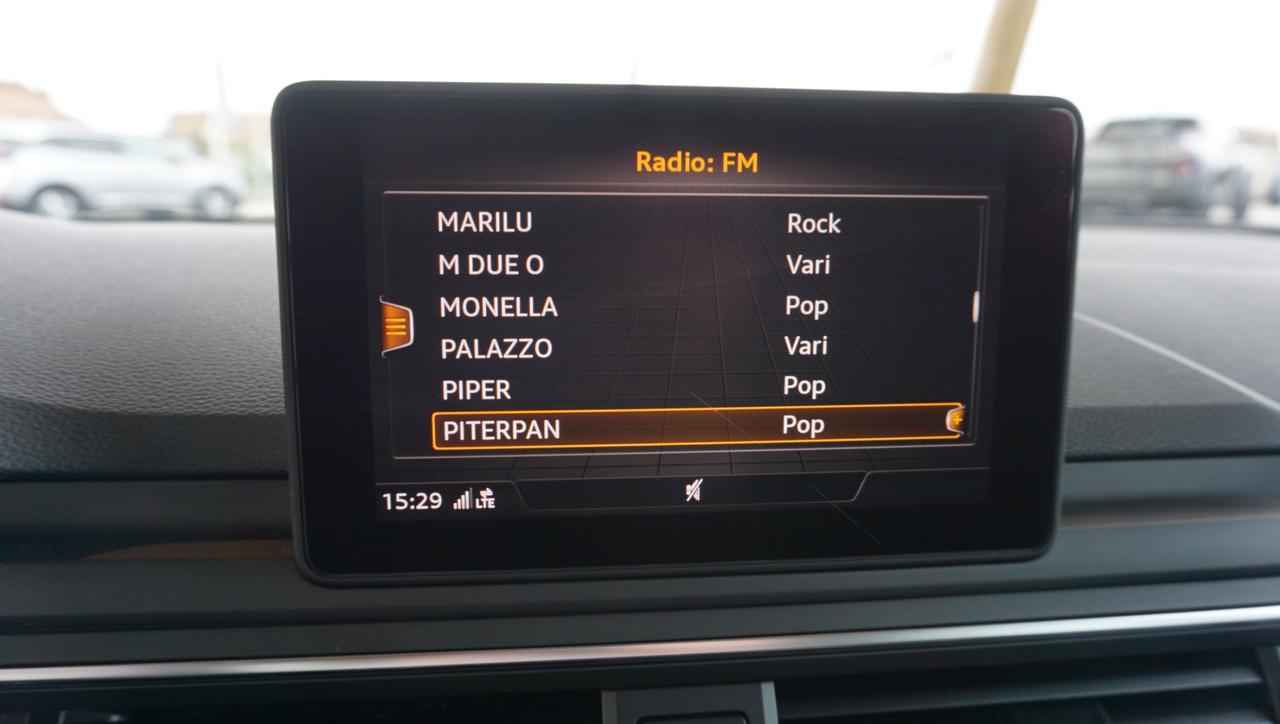 Radio: FM
MARILU Rock
M DUE O Vari
MONELLA Pop
PALAZZO Vari
PIPER Pop
PITERPAN Pop
15:29 LTE